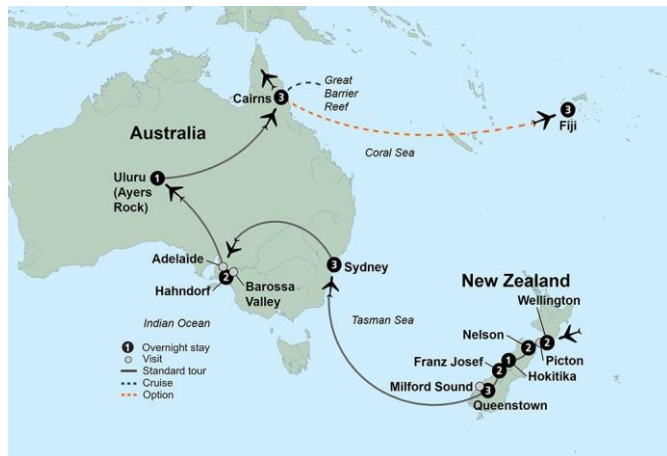 Great
Barrier
Reef
Cairns
3
3
Fiji
Australia
Coral Sea
Uluru
(Ayers
Rock)
1
Adelaide
Hahndorf
2
Barossa
Valley
3
Sydney
New Zealand
Wellington
Indian Ocean
Tasman Sea
Nelson
2
2
Picton
Franz Josef
2
1
Hokitika
Milford Sound
3
Queenstown
1 Overnight stay
Visit
Standard tour
Cruise
Option